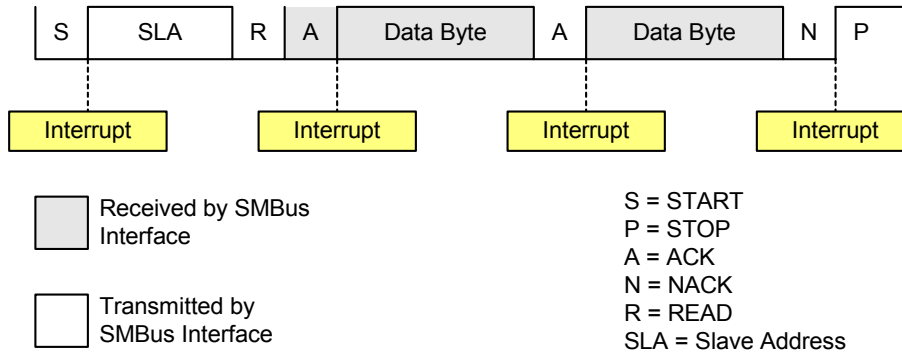 S SLA R A Data Byte A Data Byte N P
Interrupt Interrupt Interrupt Interrupt
Received by SMBus
Interface
Transmitted by
SMBus Interface
S = START
P = STOP
A = ACK
N = NACK
R = READ
SLA = Slave Address